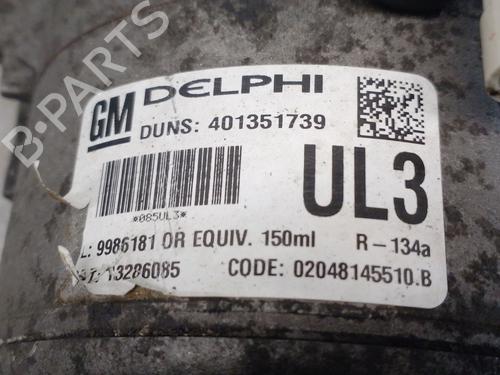 GM DELPHI
DUNS: 401351739
*085UL3*
UL3
L: 9986181 OR EQUIV. 150ml R-134a
13286085 CODE: 02048145510.B
B-PARTS